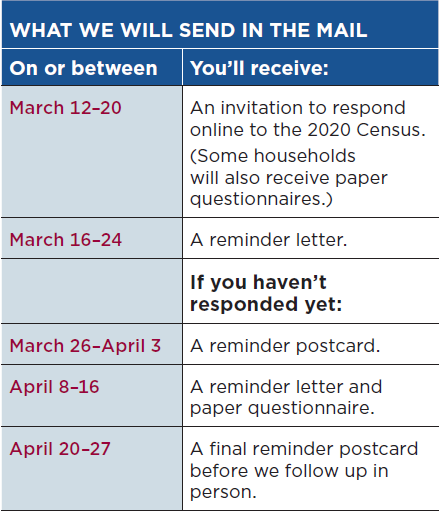 WHAT WE WILL SEND IN THE MAIL
On or between
You'll receive:
March 12–20
An invitation to respond
online to the 2020 Census.
(Some households
will also receive paper
questionnaires.)
March 16–24
A reminder letter.
If you haven't
responded yet:
March 26–April 3
A reminder postcard.
April 8–16
A reminder letter and
paper questionnaire.
April 20–27
A final reminder postcard
before we follow up in
person.